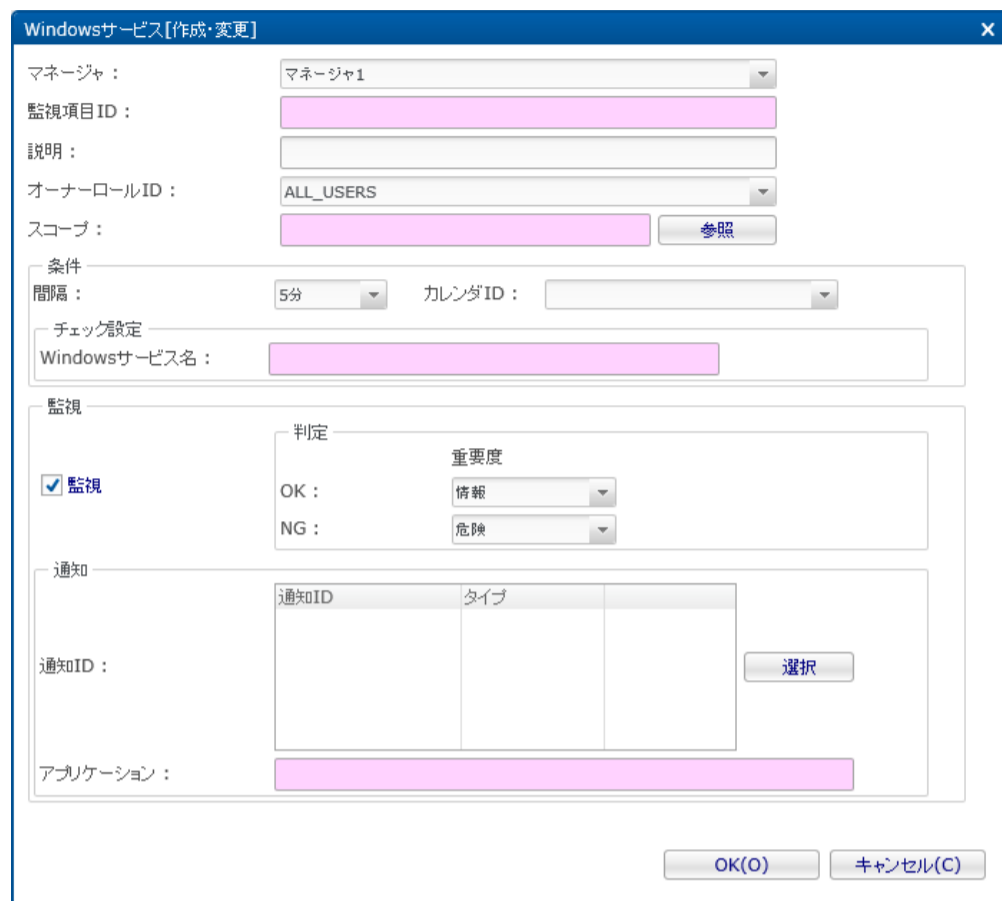 Windowsサービス[作成・変更]
マネージャ： マネージャ1
監視項目ID：
説明：
オーナーロールID： ALL_USERS
スコープ： 参照
条件
間隔： 5分 カレンダID：
チェック設定
Windowsサービス名：
監視
判定
重要度
監視
OK： 情報
NG： 危険
通知
通知ID タイプ
通知ID： 選択
アプリケーション：
OK(O) キャンセル(C)